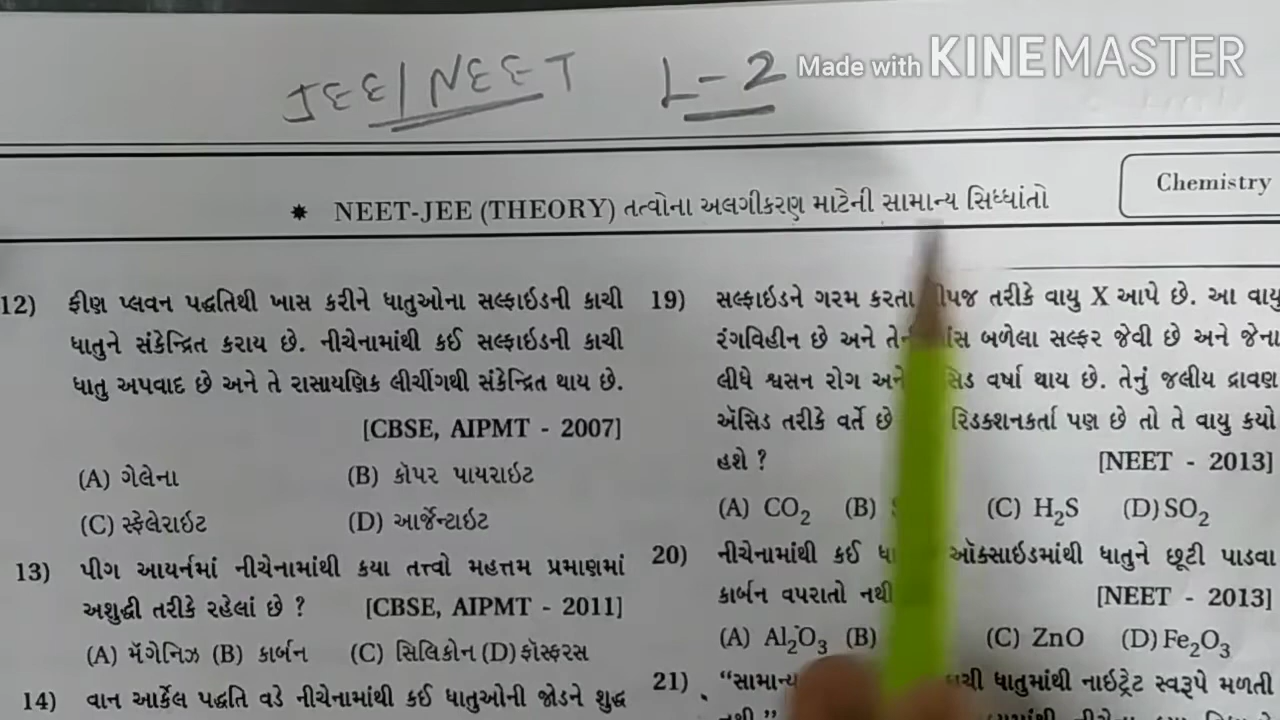 Made with KINEMASTER
JEE/NEET L-2
Chemistry
* NEET-JEE (THEORY) તત્વોના અલગીકરણ માટેની સામાન્ય સિધ્ધાંતો
12) ફીણ પ્લવન પદ્ધતિથી ખાસ કરીને ધાતુઓના સલ્ફાઇડની કાચી
ધાતુને સંકેન્દ્રિત કરાય છે. નીચેનામાંથી કઈ સલ્ફાઇડની કાચી
ધાતુ અપવાદ છે અને તે રાસાયણિક લીચીંગથી સંકેન્દ્રિત થાય છે.
[CBSE, AIPMT - 2007]
(A) ગેલેના (B) કૉપર પાયરાઇટ
(C) સ્ફેલેરાઇટ (D) આર્જેન્ટાઇટ
13) પીગ આયર્નમાં નીચેનામાંથી કયા તત્ત્વો મહત્તમ પ્રમાણમાં
અશુદ્ધી તરીકે રહેલાં છે ? [CBSE, AIPMT - 2011]
(A) મૅગેનિઝ (B) કાર્બન (C) સિલિકોન (D) ફૉસ્ફરસ
14) વાન આર્કેલ પદ્ધતિ વડે નીચેનામાંથી કઈ ધાતુઓની જોડને શુદ્ધ
19) સલ્ફાઇડને ગરમ કરતા તરીકે વાયુ X આપે છે. આ વાયુ
રંગવિહીન છે અને બળેલા સલ્ફર જેવી છે અને જેના
લીધે શ્વસન રોગ અને વર્ષા થાય છે. તેનું જલીય દ્રાવણ
ઍસિડ તરીકે વર્તે છે રિડક્શનકર્તા પણ છે તો તે વાયુ કયો
હશે ? [NEET - 2013]
(A) CO₂ (B) (C) H₂S (D) SO₂
20) નીચેનામાંથી કઈ ઑક્સાઇડમાંથી ધાતુને છૂટી પાડવા
કાર્બન વપરાતો નથી [NEET - 2013]
(A) Al₂O₃ (B) (C) ZnO (D) Fe₂O₃
21) “સામાન્ય ધાતુમાંથી નાઇટ્રેટ સ્વરૂપે મળતી